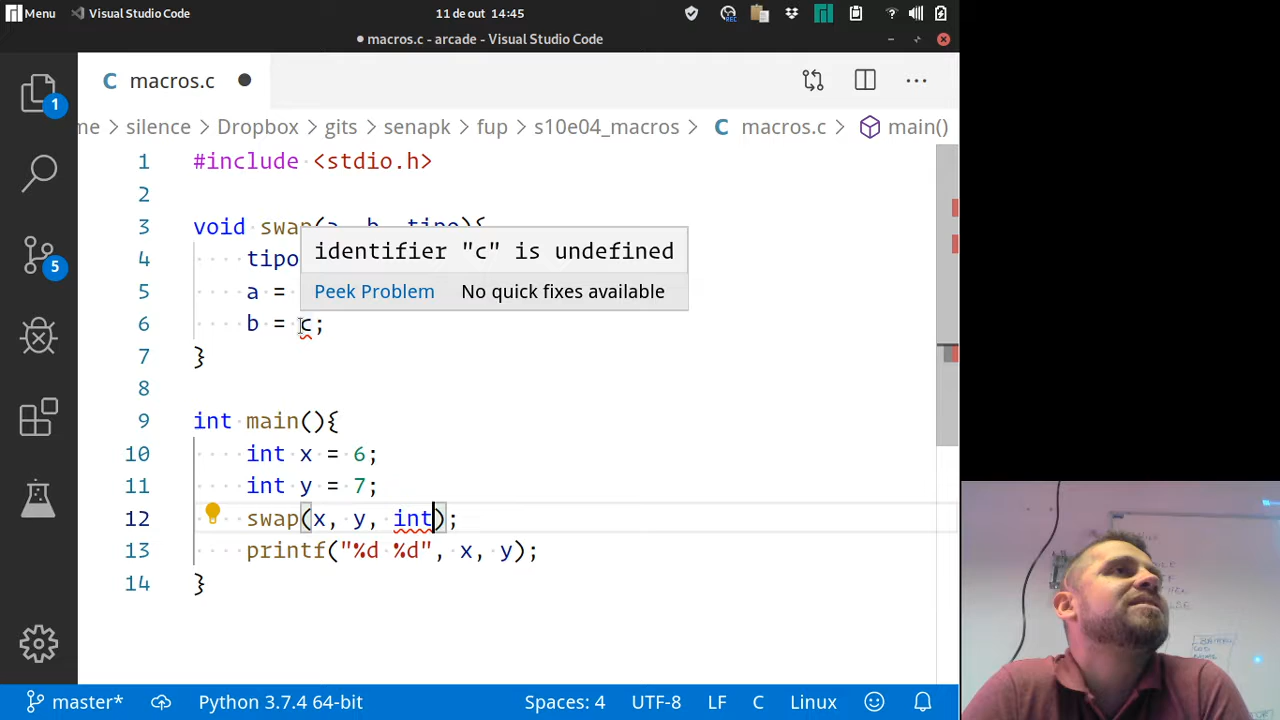 Menu Visual Studio Code 11 de out 14:45
REC
● macros.c - arcade - Visual Studio Code
C macros.c ●
1
5
me > silence > Dropbox > gits > senapk > fup > s10e04_macros > C macros.c > main()
1 #include <stdio.h>
2
3 void swap(a, b, tipo){
4 tipo
identifier "c" is undefined
5 a =
Peek Problem No quick fixes available
6 b = c;
7 }
8
9 int main(){
10 int x = 6;
11 int y = 7;
12 swap(x, y, int);
13 printf("%d %d", x, y);
14 }
master* Python 3.7.4 64-bit Spaces: 4 UTF-8 LF C Linux